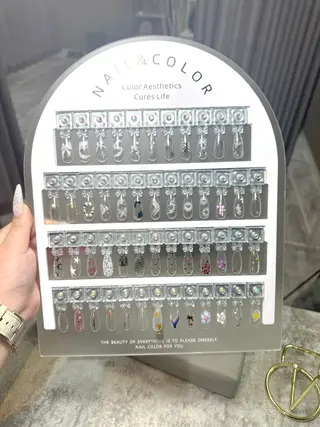 NAIL&COLOR
Color Aesthetics
Cures Life
THE BEAUTY OF EVERYTHING IS TO PLEASE ONESELF
NAIL COLOR FOR YOU